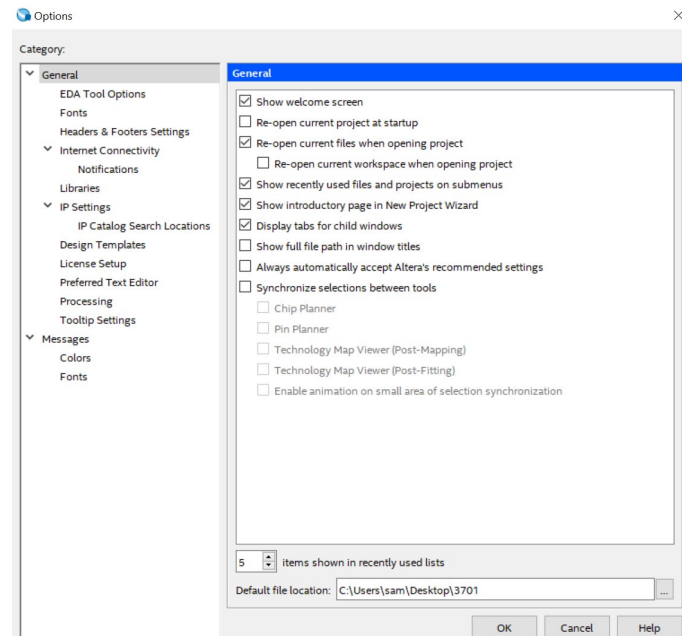 Options
Category:
General
EDA Tool Options
Fonts
Headers & Footers Settings
Internet Connectivity
Notifications
Libraries
IP Settings
IP Catalog Search Locations
Design Templates
License Setup
Preferred Text Editor
Processing
Tooltip Settings
Messages
Colors
Fonts
General
Show welcome screen
Re-open current project at startup
Re-open current files when opening project
Re-open current workspace when opening project
Show recently used files and projects on submenus
Show introductory page in New Project Wizard
Display tabs for child windows
Show full file path in window titles
Always automatically accept Altera's recommended settings
Synchronize selections between tools
Chip Planner
Pin Planner
Technology Map Viewer (Post-Mapping)
Technology Map Viewer (Post-Fitting)
Enable animation on small area of selection synchronization
5 items shown in recently used lists
Default file location: C:\Users\sam\Desktop\3701 ...
OK Cancel Help